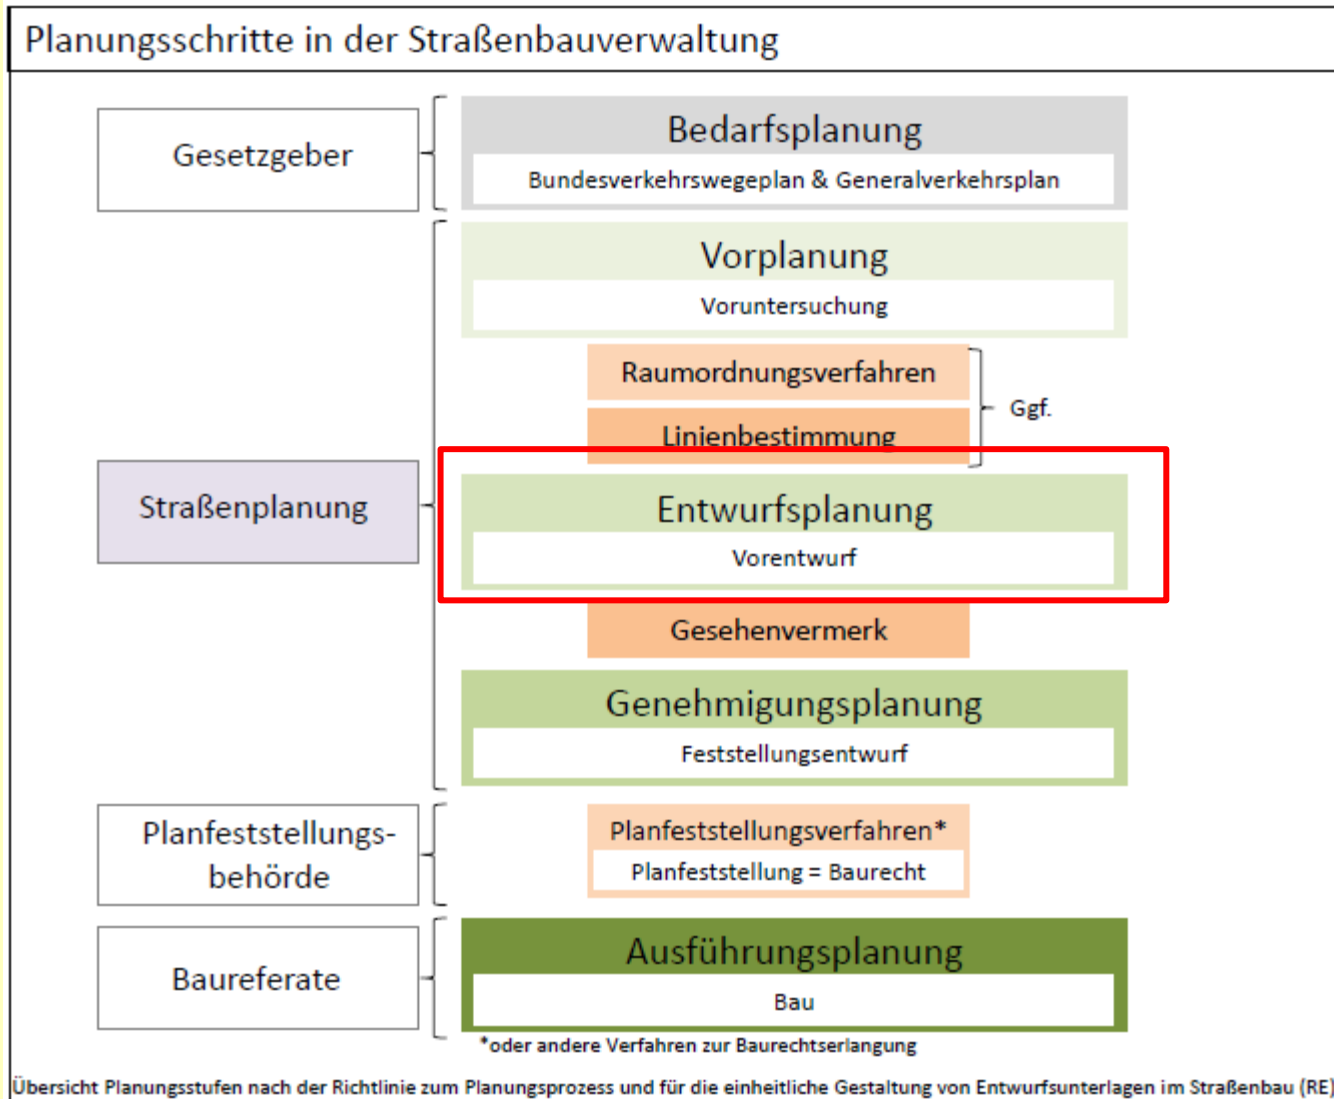 Planungsschritte in der Straßenbauverwaltung
Gesetzgeber
Bedarfsplanung
Bundesverkehrswegeplan & Generalverkehrsplan
Vorplanung
Voruntersuchung
Raumordnungsverfahren
Linienbestimmung
Ggf.
Straßenplanung
Entwurfsplanung
Vorentwurf
Gesehenvermerk
Genehmigungsplanung
Feststellungsentwurf
Planfeststellungs-
behörde
Planfeststellungsverfahren*
Planfeststellung = Baurecht
Baureferate
Ausführungsplanung
Bau
*oder andere Verfahren zur Baurechtserlangung
Übersicht Planungsstufen nach der Richtlinie zum Planungsprozess und für die einheitliche Gestaltung von Entwurfsunterlagen im Straßenbau (RE)